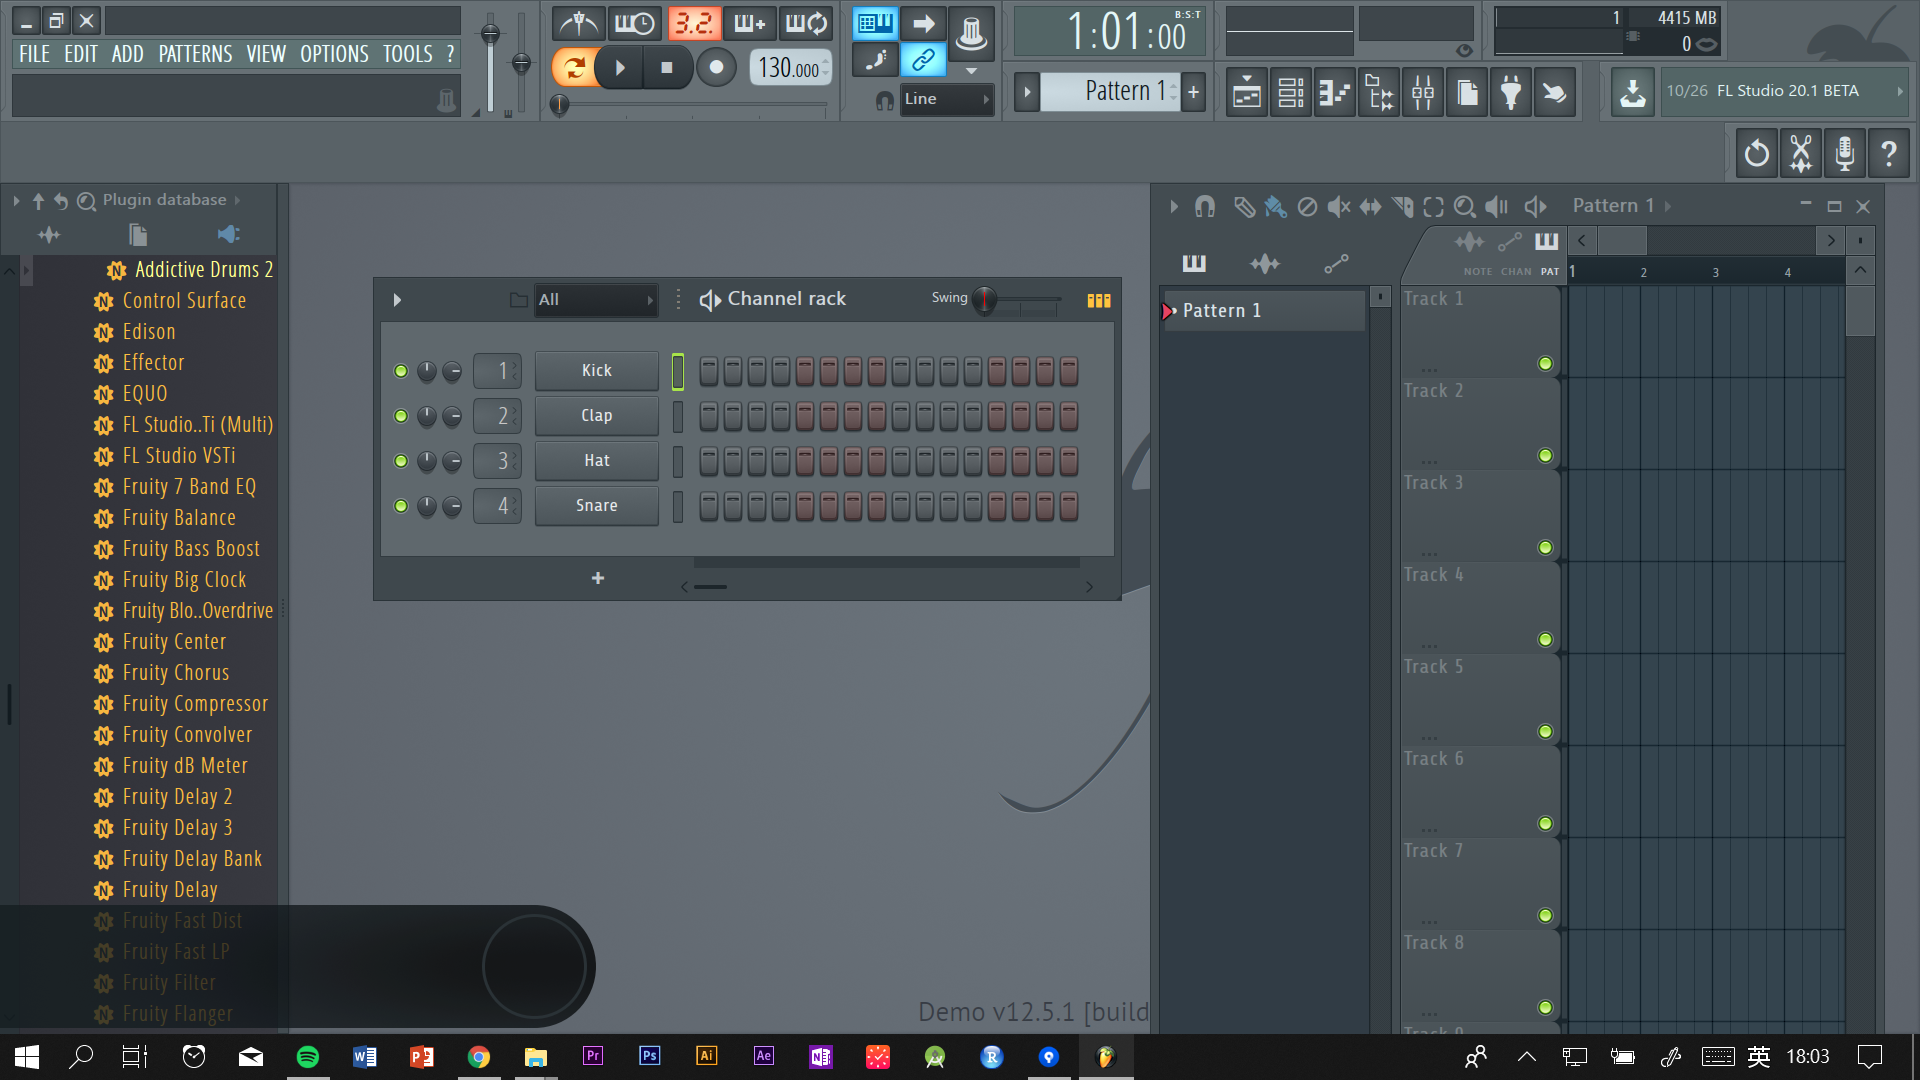 FILE EDIT ADD PATTERNS VIEW OPTIONS TOOLS ?
3.2.
130.000
Line
1:01:00
B:S:T
Pattern 1
1
4415 MB
0
10/26 FL Studio 20.1 BETA
?
Plugin database
Addictive Drums 2
Control Surface
Edison
Effector
EQUO
FL Studio..Ti (Multi)
FL Studio VSTi
Fruity 7 Band EQ
Fruity Balance
Fruity Bass Boost
Fruity Big Clock
Fruity Blo..Overdrive
Fruity Center
Fruity Chorus
Fruity Compressor
Fruity Convolver
Fruity dB Meter
Fruity Delay 2
Fruity Delay 3
Fruity Delay Bank
Fruity Delay
Fruity Fast Dist
Fruity Fast LP
Fruity Filter
Fruity Flanger
All
Channel rack
Swing
1 Kick
2 Clap
3 Hat
4 Snare
Demo v12.5.1 [build
Pattern 1
NOTE CHAN PAT
1 2 3 4
Pattern 1
Track 1
Track 2
Track 3
Track 4
Track 5
Track 6
Track 7
Track 8
Track 9
Pr Ps Ai Ae
英 18:03